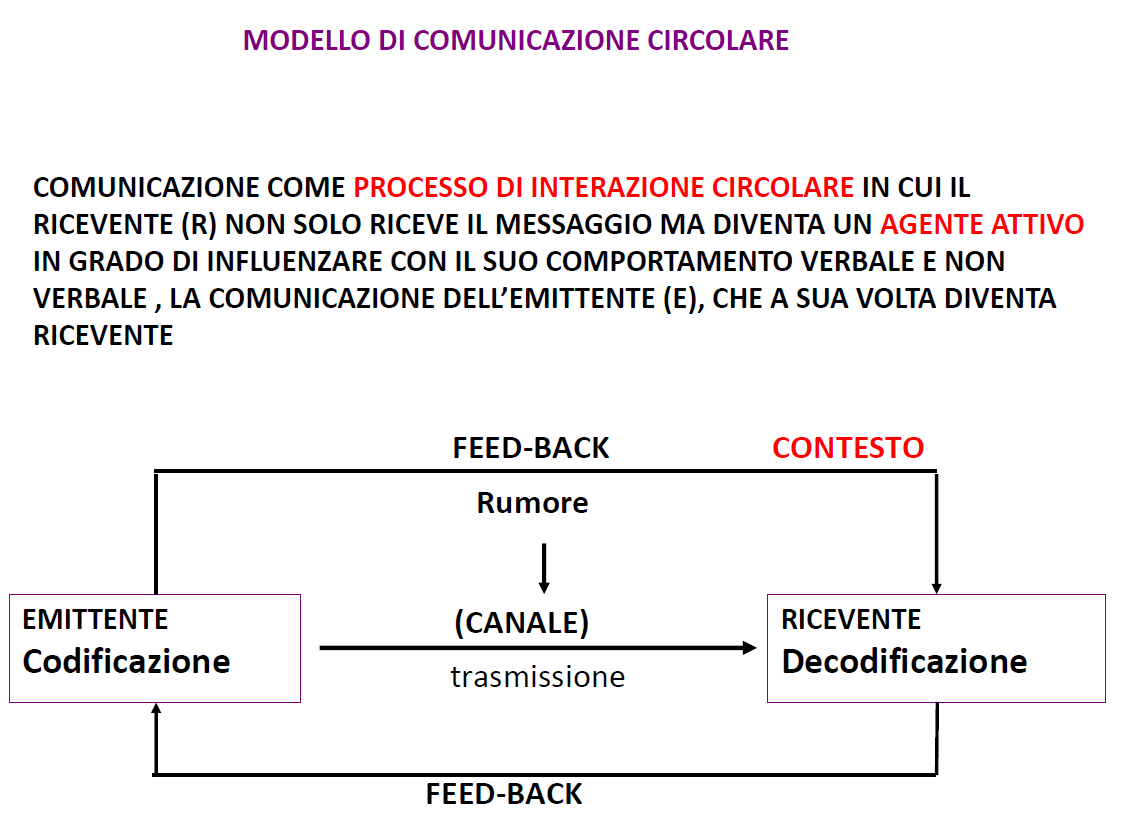 MODELLO DI COMUNICAZIONE CIRCOLARE
COMUNICAZIONE COME PROCESSO DI INTERAZIONE CIRCOLARE IN CUI IL
RICEVENTE (R) NON SOLO RICEVE IL MESSAGGIO MA DIVENTA UN AGENTE ATTIVO
IN GRADO DI INFLUENZARE CON IL SUO COMPORTAMENTO VERBALE E NON
VERBALE , LA COMUNICAZIONE DELL’EMITTENTE (E), CHE A SUA VOLTA DIVENTA
RICEVENTE
FEED-BACK
CONTESTO
Rumore
EMITTENTE
Codificazione
(CANALE)
trasmissione
RICEVENTE
Decodificazione
FEED-BACK